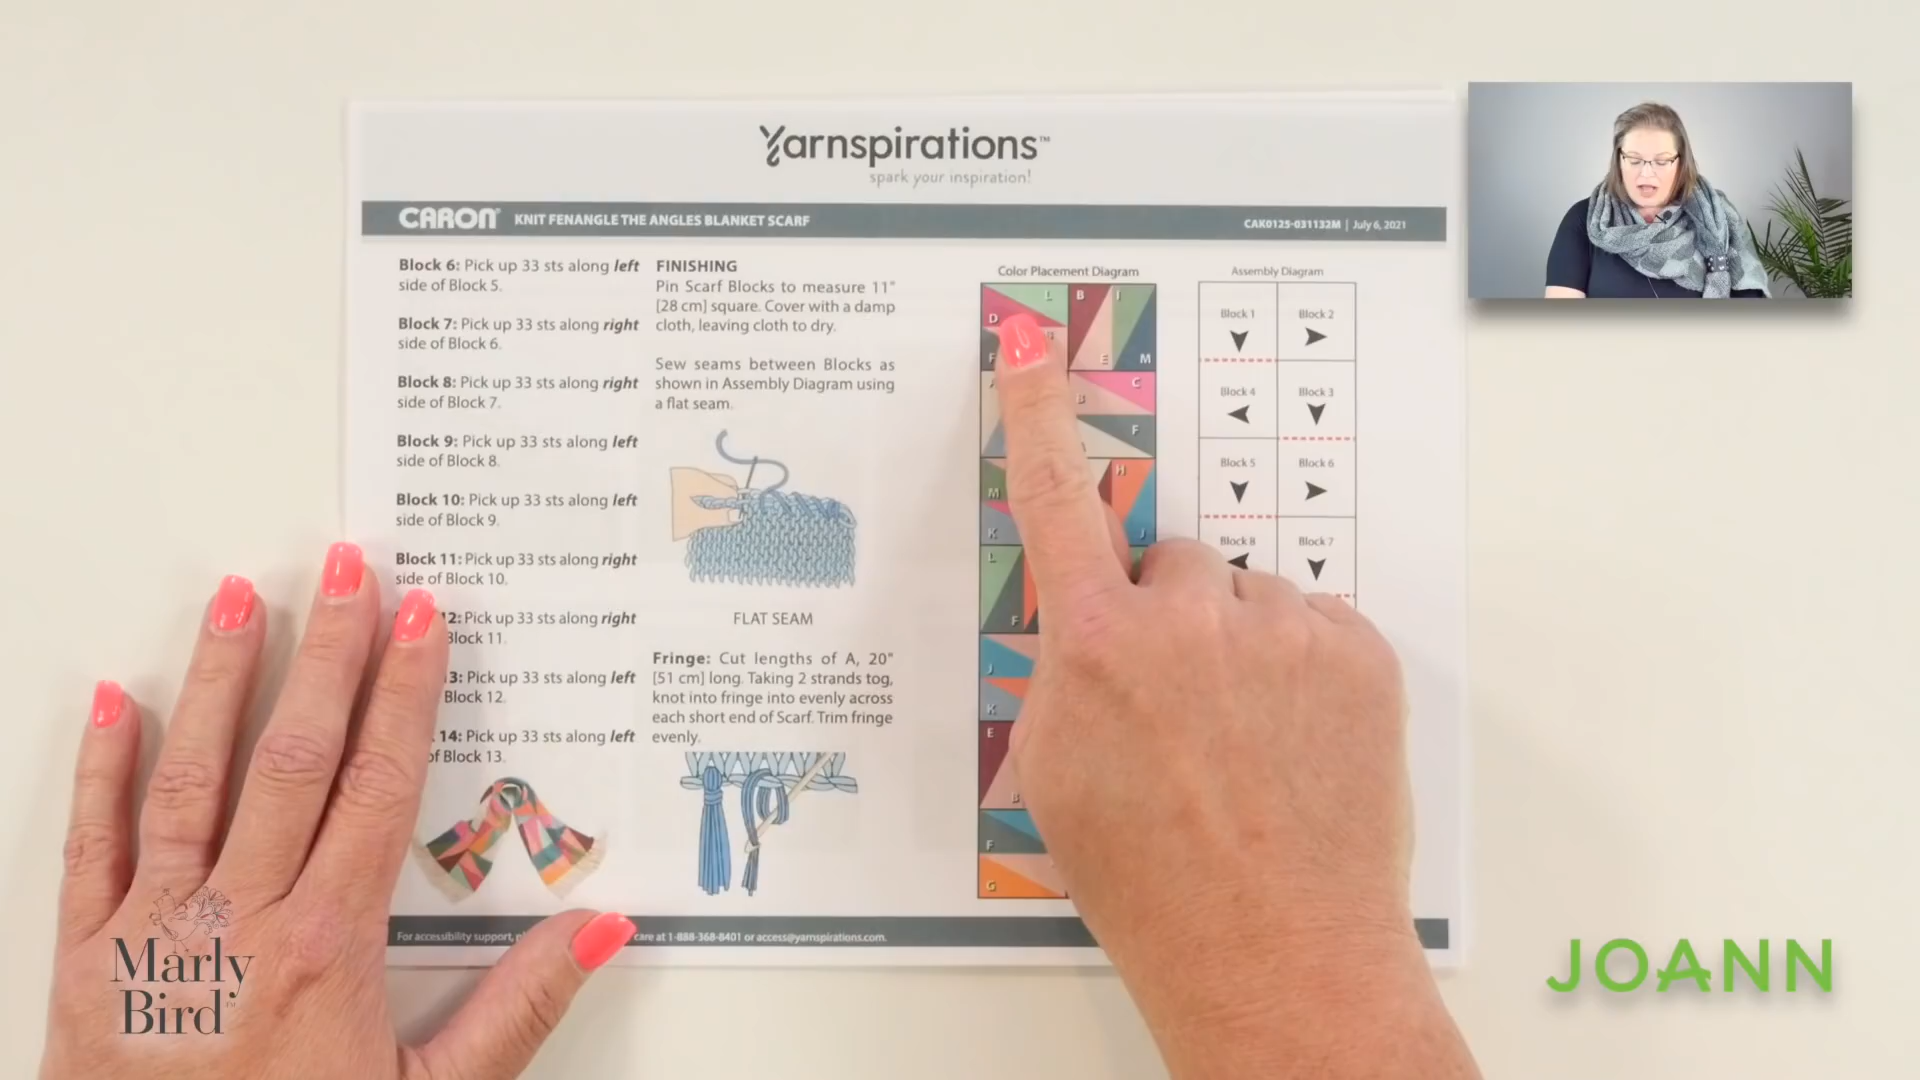 Yarnspirations™
spark your inspiration!
CARON® KNIT FENANGLE THE ANGLES BLANKET SCARF
CAK0125-031132M | July 6, 2021
Block 6: Pick up 33 sts along left
side of Block 5.
Block 7: Pick up 33 sts along right
side of Block 6.
Block 8: Pick up 33 sts along right
side of Block 7.
Block 9: Pick up 33 sts along left
side of Block 8.
Block 10: Pick up 33 sts along left
side of Block 9.
Block 11: Pick up 33 sts along right
side of Block 10.
12: Pick up 33 sts along right
Block 11.
3: Pick up 33 sts along left
Block 12.
14: Pick up 33 sts along left
of Block 13.
FINISHING
Pin Scarf Blocks to measure 11"
[28 cm] square. Cover with a damp
cloth, leaving cloth to dry.
Sew seams between Blocks as
shown in Assembly Diagram using
a flat seam.
FLAT SEAM
Fringe: Cut lengths of A, 20"
[51 cm] long. Taking 2 strands tog,
knot into fringe into evenly across
each short end of Scarf. Trim fringe
evenly.
Color Placement Diagram
L B I
D
F E M
C
B
F
H
M
K J
L
F
J
K
E
B
F
G
Assembly Diagram
Block 1 Block 2
Block 4 Block 3
Block 5 Block 6
Block 8 Block 7
For accessibility support,
care at 1-888-368-8401 or access@yarnspirations.com.
Marly
Bird™
JOANN